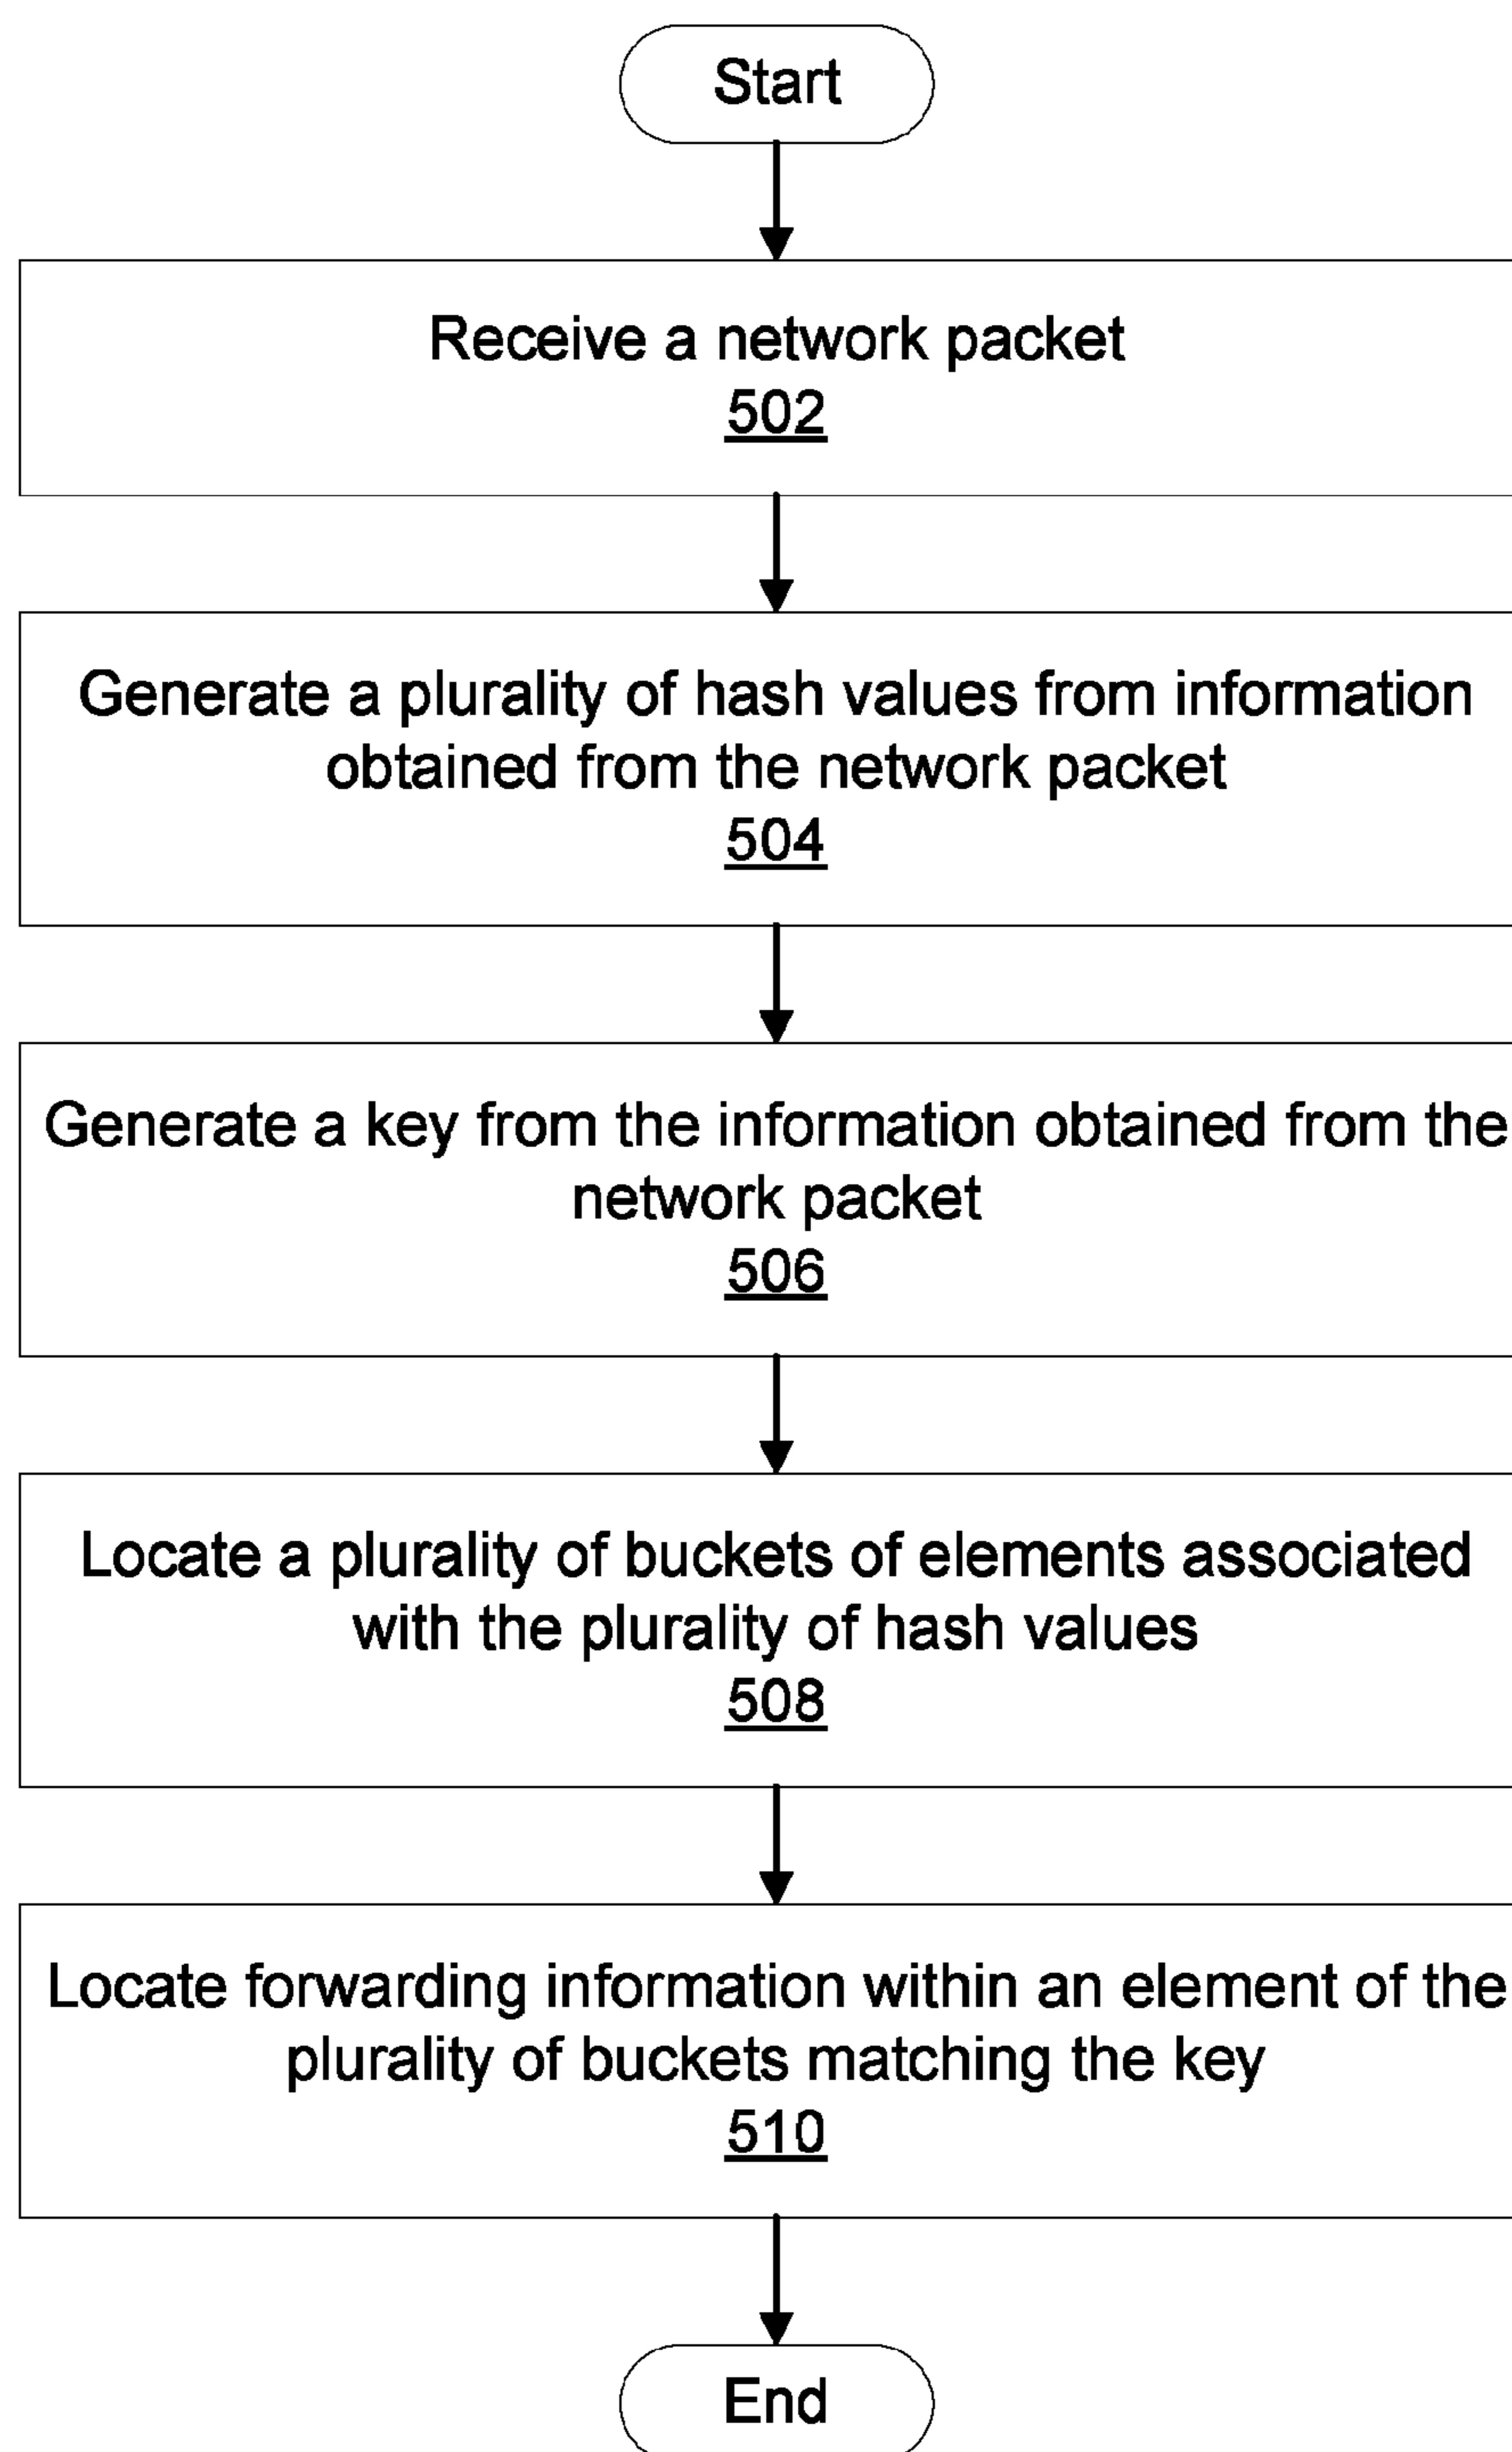 Start
Receive a network packet
502
Generate a plurality of hash values from information
obtained from the network packet
504
Generate a key from the information obtained from the
network packet
506
Locate a plurality of buckets of elements associated
with the plurality of hash values
508
Locate forwarding information within an element of the
plurality of buckets matching the key
510
End